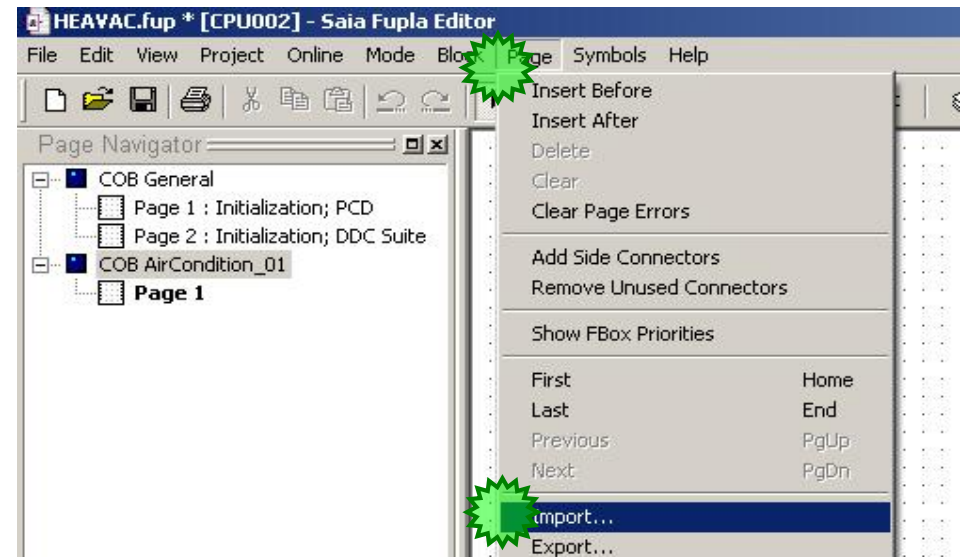 HEAVAC.fup * [CPU002] - Saia Fupla Editor
File Edit View Project Online Mode Block Page Symbols Help
Page Navigator
COB General
Page 1 : Initialization; PCD
Page 2 : Initialization; DDC Suite
COB AirCondition_01
Page 1
Insert Before
Insert After
Delete
Clear
Clear Page Errors
Add Side Connectors
Remove Unused Connectors
Show FBox Priorities
First Home
Last End
Previous PgUp
Next PgDn
Import...
Export...